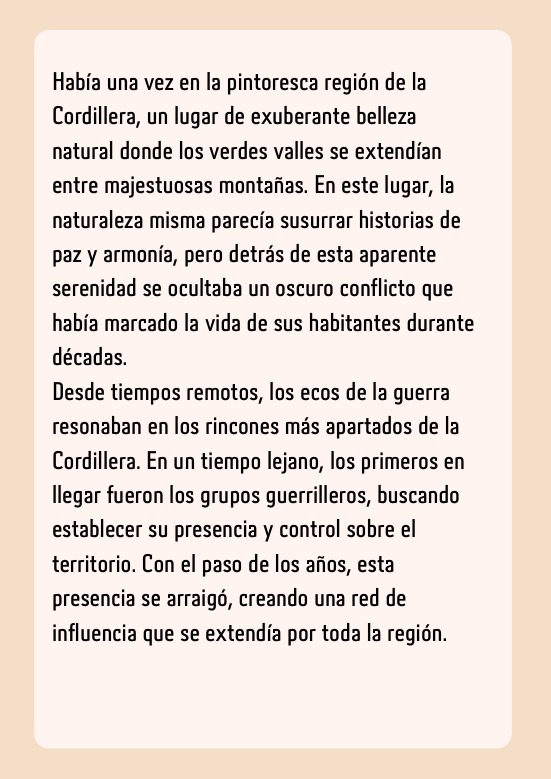 Había una vez en la pintoresca región de la
Cordillera, un lugar de exuberante belleza
natural donde los verdes valles se extendían
entre majestuosas montañas. En este lugar, la
naturaleza misma parecía susurrar historias de
paz y armonía, pero detrás de esta aparente
serenidad se ocultaba un oscuro conflicto que
había marcado la vida de sus habitantes durante
décadas.
Desde tiempos remotos, los ecos de la guerra
resonaban en los rincones más apartados de la
Cordillera. En un tiempo lejano, los primeros en
llegar fueron los grupos guerrilleros, buscando
establecer su presencia y control sobre el
territorio. Con el paso de los años, esta
presencia se arraigó, creando una red de
influencia que se extendía por toda la región.